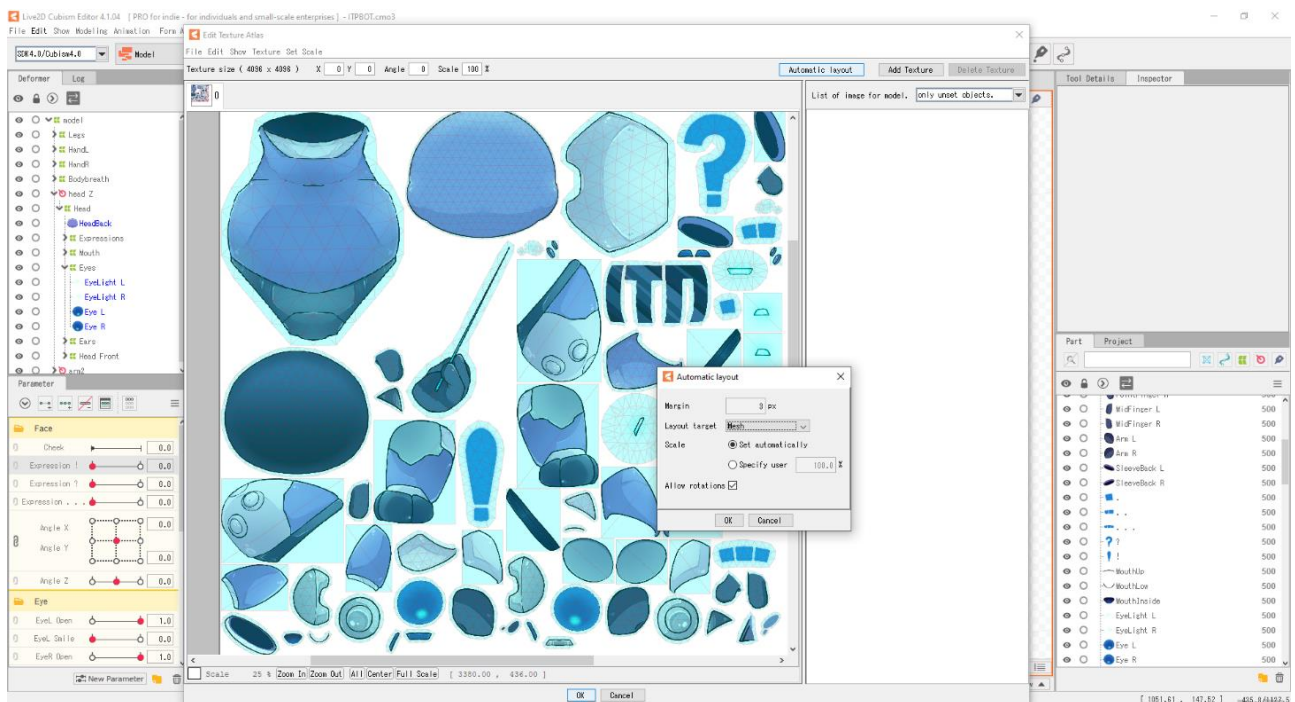 Live2D Cubism Editor 4.1.04 [ PRO for indie - for individuals and small-scale enterprises ] - ITPBOT.cmo3
File Edit Show Modeling Animation Form A
SDK4.0/Cubism4.0 Model
Deformer Log
model
Legs
HandL
HandR
Bodybreath
head Z
Head
HeadBack
Expressions
Mouth
Eyes
EyeLight L
EyeLight R
Eye L
Eye R
Ears
Head Front
arm2
Parameter
Face
Cheek 0.0
Expression ! 0.0
Expression ? 0.0
Expression . . . 0.0
Angle X 0.0
Angle Y 0.0
Angle Z 0.0
Eye
EyeL Open 1.0
EyeL Smile 0.0
EyeR Open 1.0
New Parameter
Edit Texture Atlas
File Edit Show Texture Set Scale
Texture size ( 4096 x 4096 ) X 0 Y 0 Angle 0 Scale 100 %
Automatic layout Add Texture Delete Texture
0
List of image for model. only unset objects.
Automatic layout
Margin 3 px
Layout target Mesh
Scale Set automatically
Specify user 100.0 %
Allow rotations
OK Cancel
Scale 25 % Zoom In Zoom Out All Center Full Scale [ 3380.00 , 436.00 ]
OK Cancel
Tool Details Inspector
Part Project
MidFinger L 500
MidFinger R 500
Arm L 500
Arm R 500
SleeveBack L 500
SleeveBack R 500
. 500
. . 500
. . . 500
? 500
! 500
MouthUp 500
MouthLow 500
MouthInside 500
EyeLight L 500
EyeLight R 500
Eye L 500
Eye R 500
[ 1051.61 , 147.52 ]